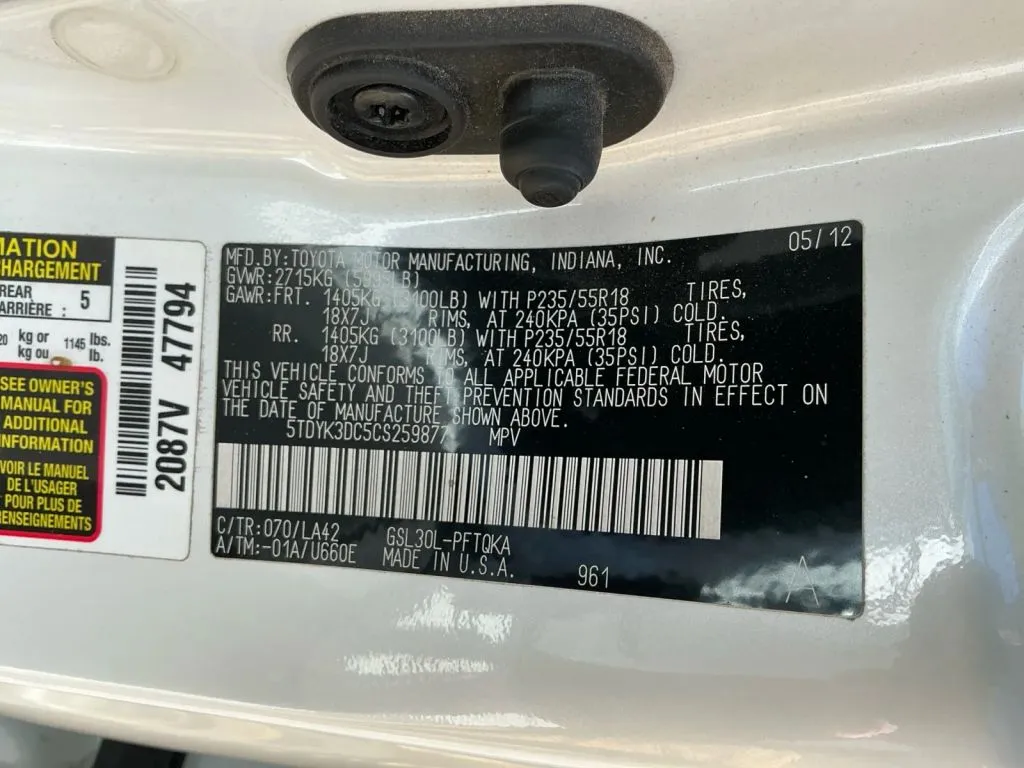 MATION
CHARGEMENT
REAR
ARRIÈRE : 5
20 kg or 1145 lbs.
kg ou lb.
SEE OWNER'S
MANUAL FOR
ADDITIONAL
INFORMATION
VOIR LE MANUEL
DE L'USAGER
POUR PLUS DE
RENSEIGNEMENTS
2087V 47794
05/12
MFD.BY:TOYOTA MOTOR MANUFACTURING, INDIANA, INC.
GVWR:2715KG
GAWR:FRT. 1405KG (3100LB) WITH P235/55R18 TIRES,
18X7J RIMS, AT 240KPA (35PSI) COLD.
RR. 1405KG (3100LB) WITH P235/55R18 TIRES,
18X7J RIMS, AT 240KPA (35PSI) COLD.
THIS VEHICLE CONFORMS TO ALL APPLICABLE FEDERAL MOTOR
VEHICLE SAFETY AND THEFT PREVENTION STANDARDS IN EFFECT ON
THE DATE OF MANUFACTURE SHOWN ABOVE.
5TDYK3DC5CS259877 MPV
C/TR:070/LA42 GSL30L-PFTQKA
A/TM:-01A/U660E MADE IN U.S.A. 961
A